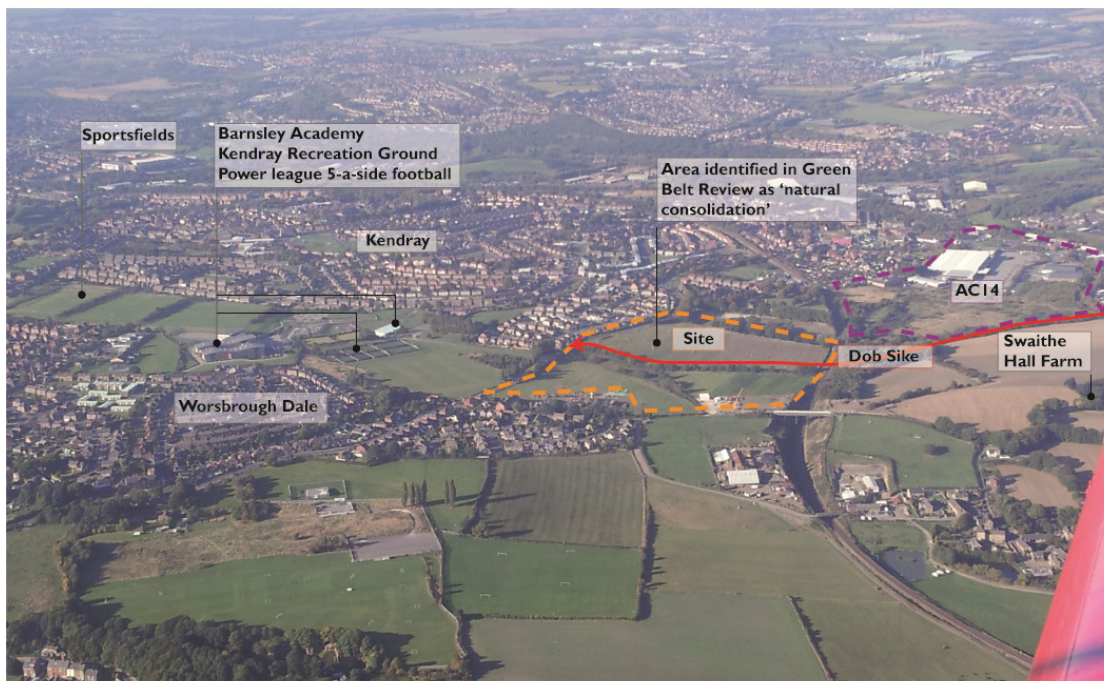 Sportsfields
Barnsley Academy
Kendray Recreation Ground
Power league 5-a-side football
Area identified in Green
Belt Review as ‘natural
consolidation’
Kendray
AC14
Site
Dob Sike
Swaithe
Hall Farm
Worsbrough Dale